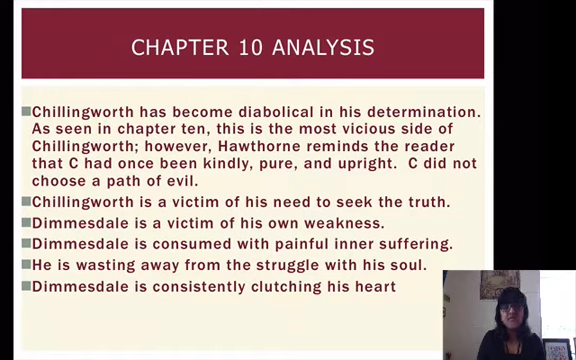 CHAPTER 10 ANALYSIS
Chillingworth has become diabolical in his determination.
As seen in chapter ten, this is the most vicious side of
Chillingworth; however, Hawthorne reminds the reader
that C had once been kindly, pure, and upright. C did not
choose a path of evil.
Chillingworth is a victim of his need to seek the truth.
Dimmesdale is a victim of his own weakness.
Dimmesdale is consumed with painful inner suffering.
He is wasting away from the struggle with his soul.
Dimmesdale is consistently clutching his heart